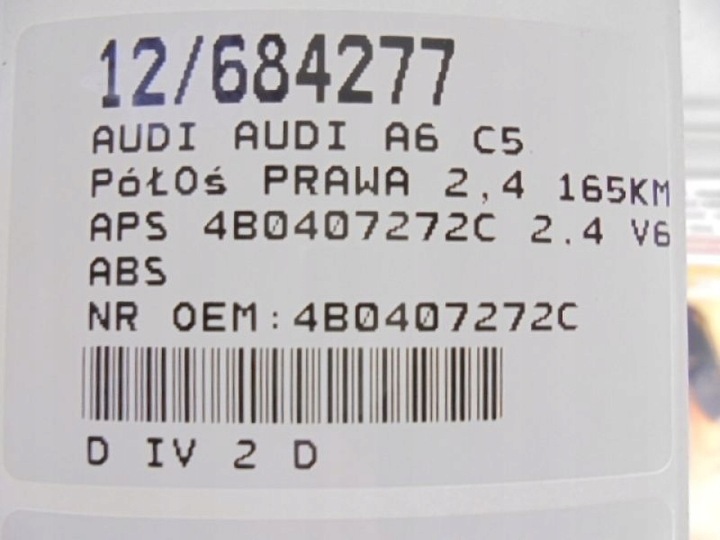 12/684277
AUDI AUDI A6 C5
PółOś PRAWA 2,4 165KM
APS 4B0407272C 2.4 V6
ABS
NR OEM:4B0407272C
D IV 2 D